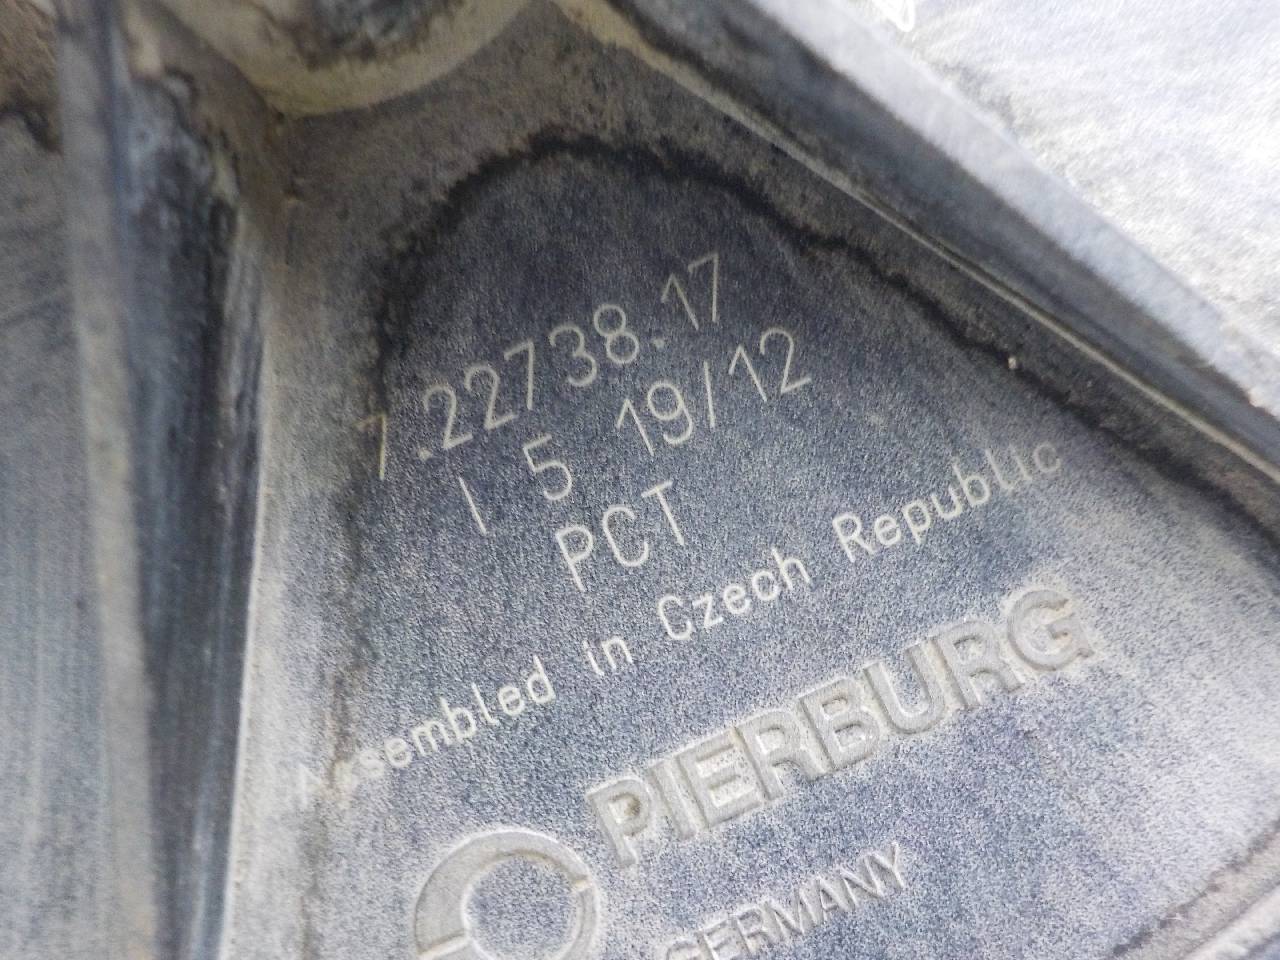 7.22738.17
I 5 19/12
PCT
Assembled in Czech Republic
PIERBURG
GERMANY